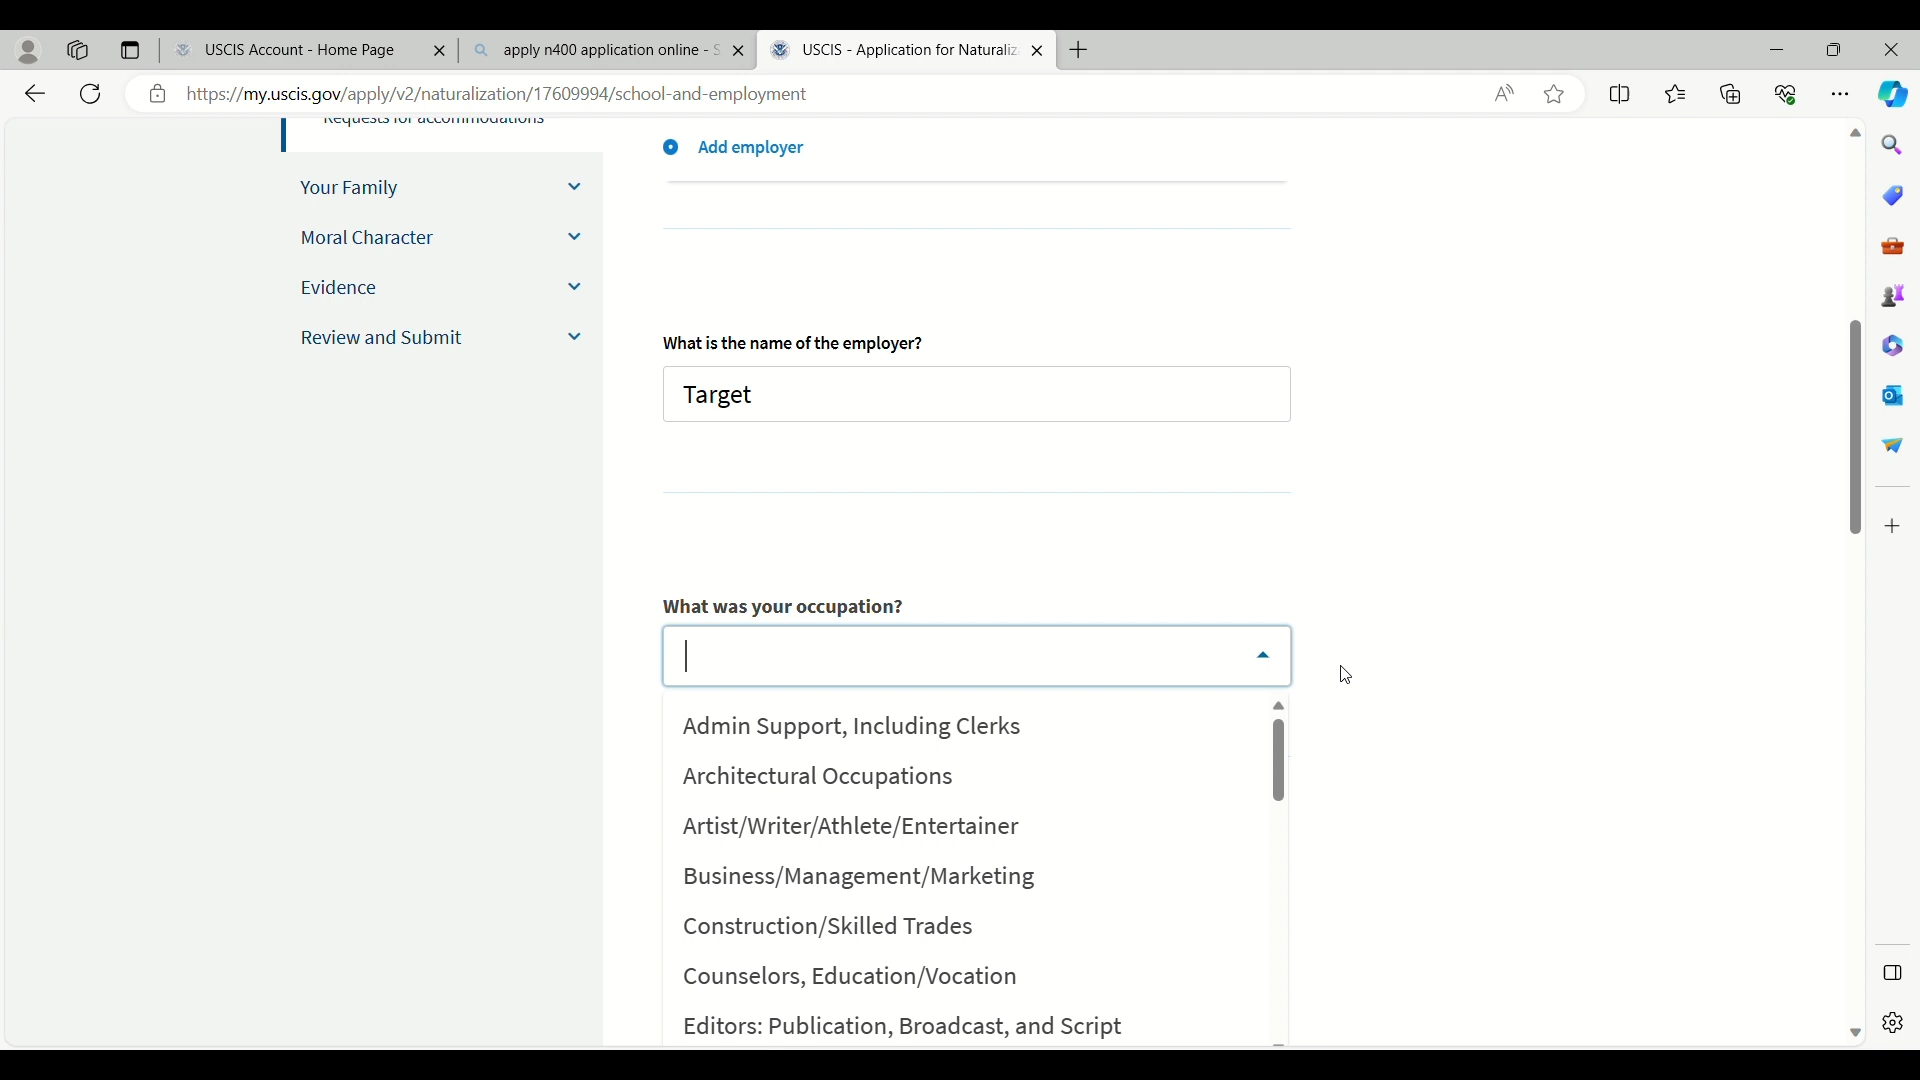 USCIS Account - Home Page
apply n400 application online - S
USCIS - Application for Naturaliz
https://my.uscis.gov/apply/v2/naturalization/17609994/school-and-employment
Requests for accommodations
Your Family
Moral Character
Evidence
Review and Submit
Add employer
What is the name of the employer?
Target
What was your occupation?
Admin Support, Including Clerks
Architectural Occupations
Artist/Writer/Athlete/Entertainer
Business/Management/Marketing
Construction/Skilled Trades
Counselors, Education/Vocation
Editors: Publication, Broadcast, and Script